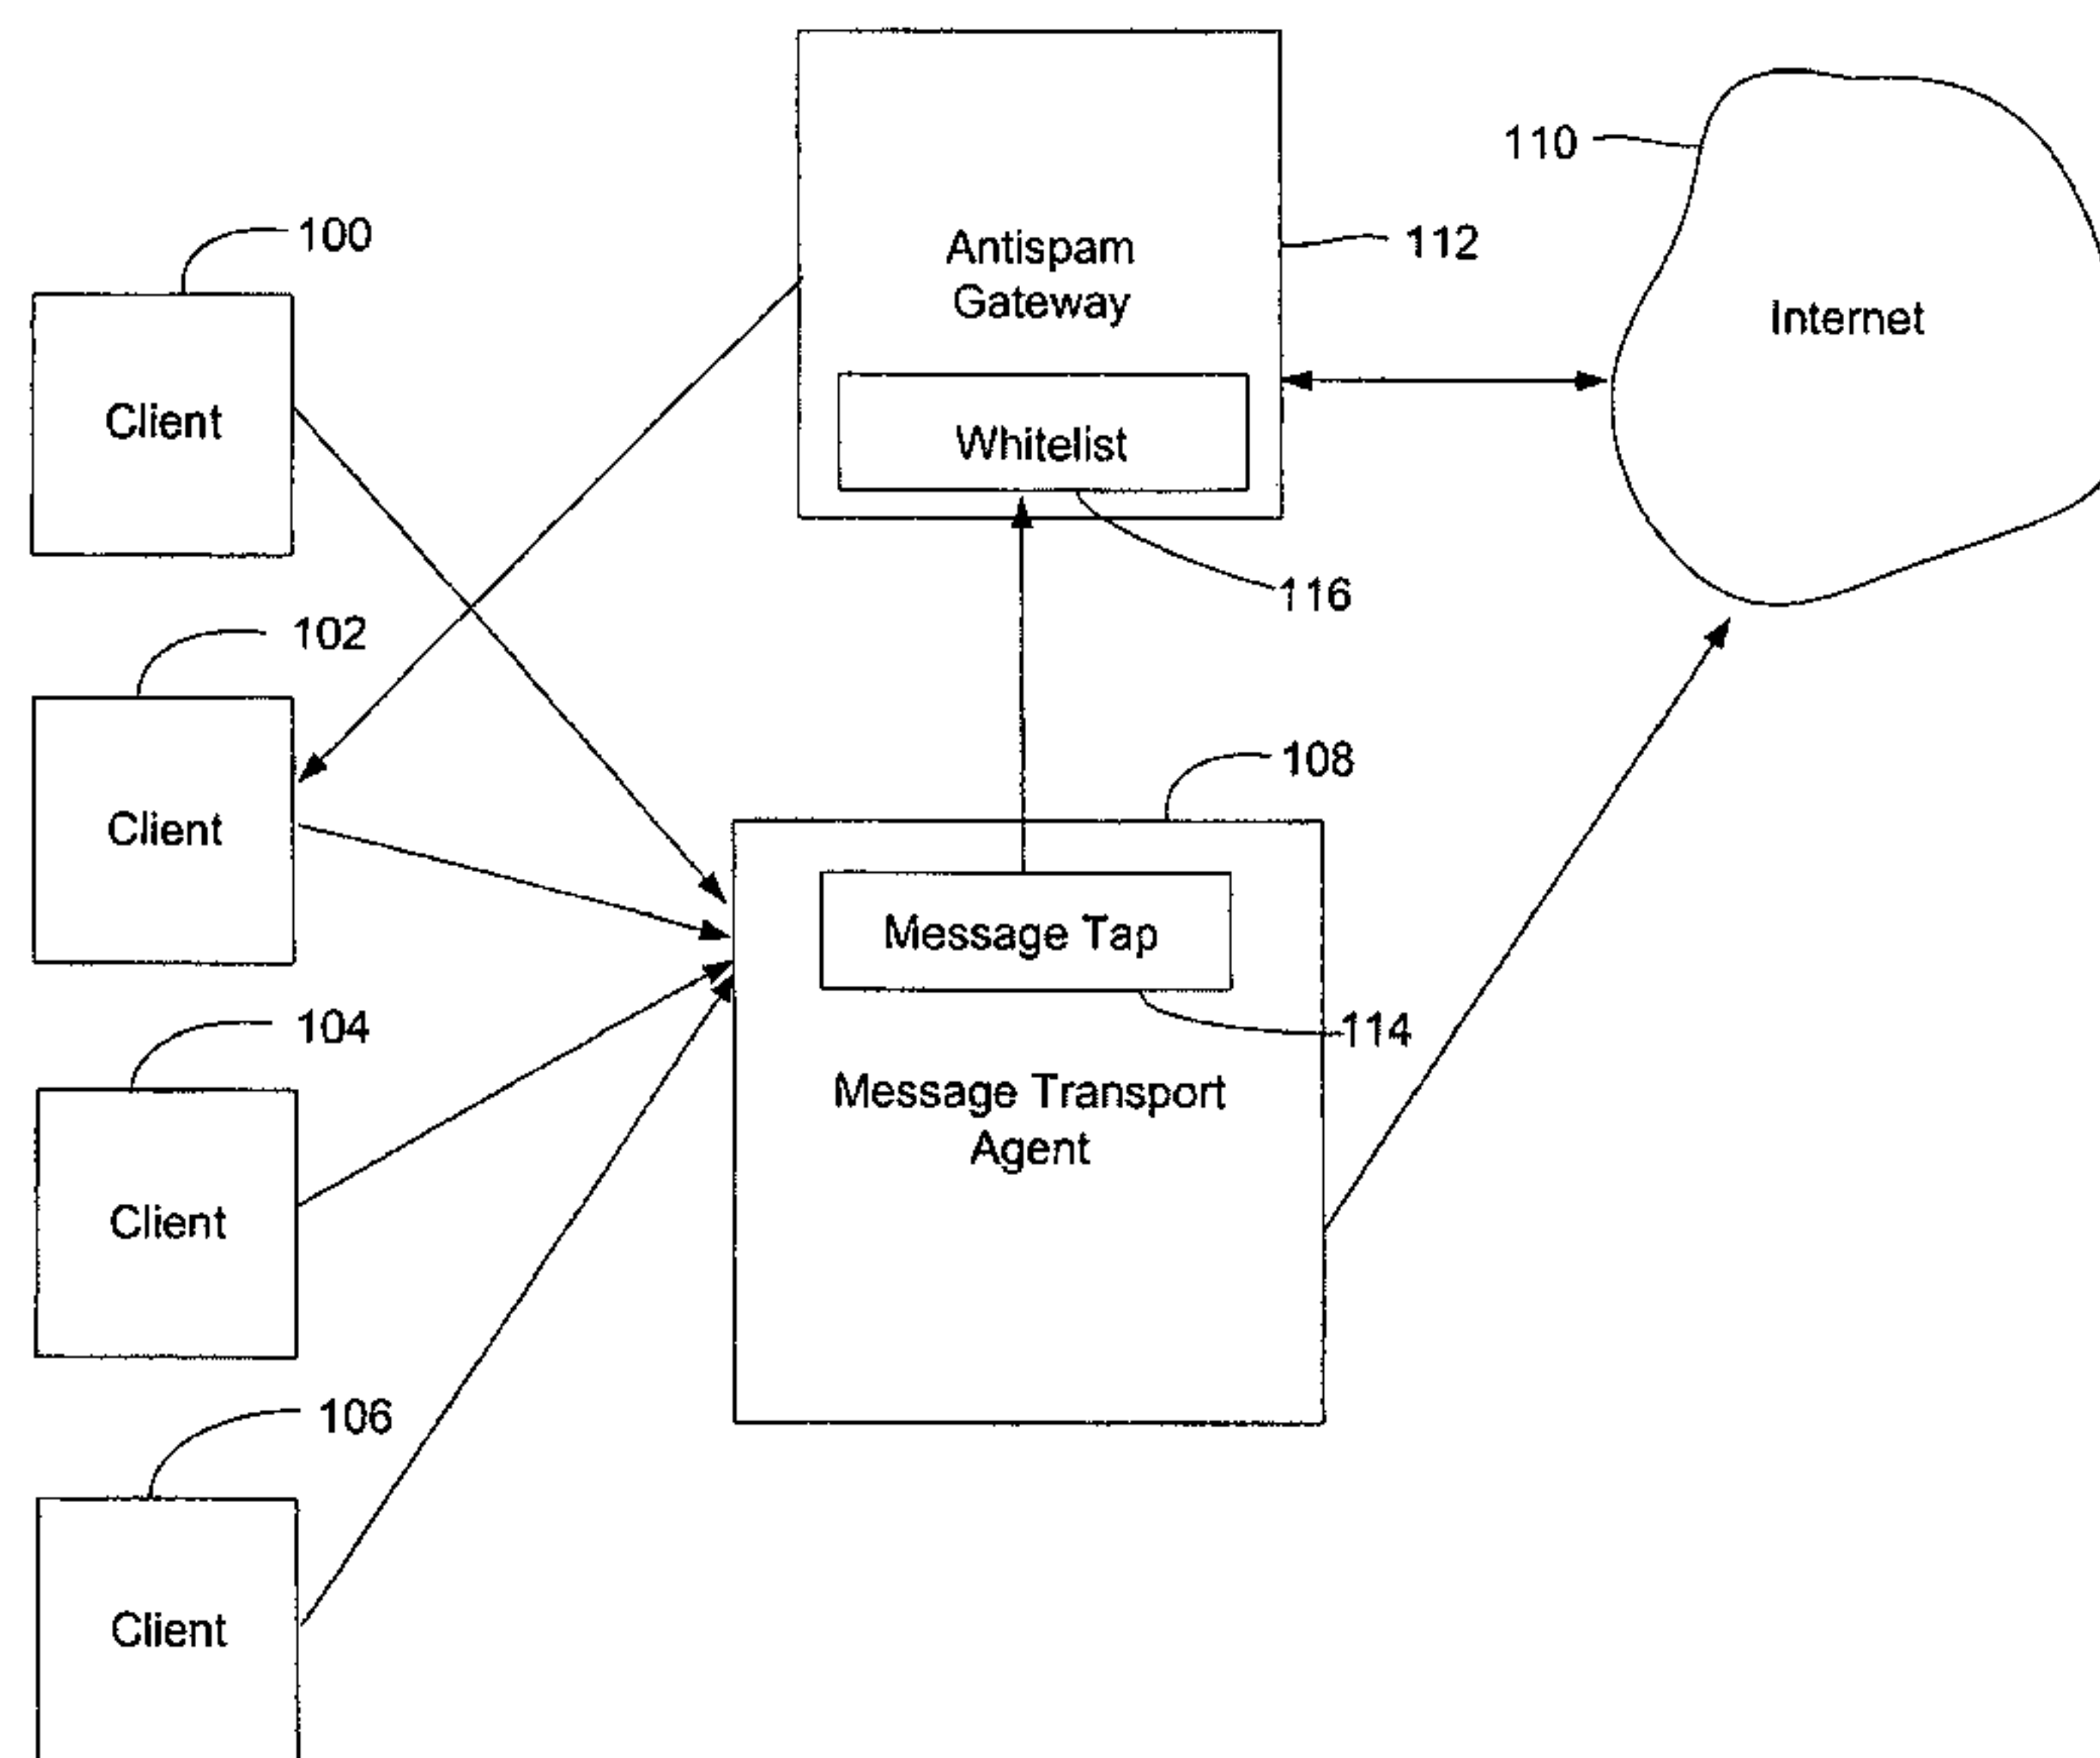 110
100
Antispam
Gateway
112
Internet
Client
Whitelist
116
102
108
Client
Message Tap
104
114
Message Transport
Agent
Client
106
Client